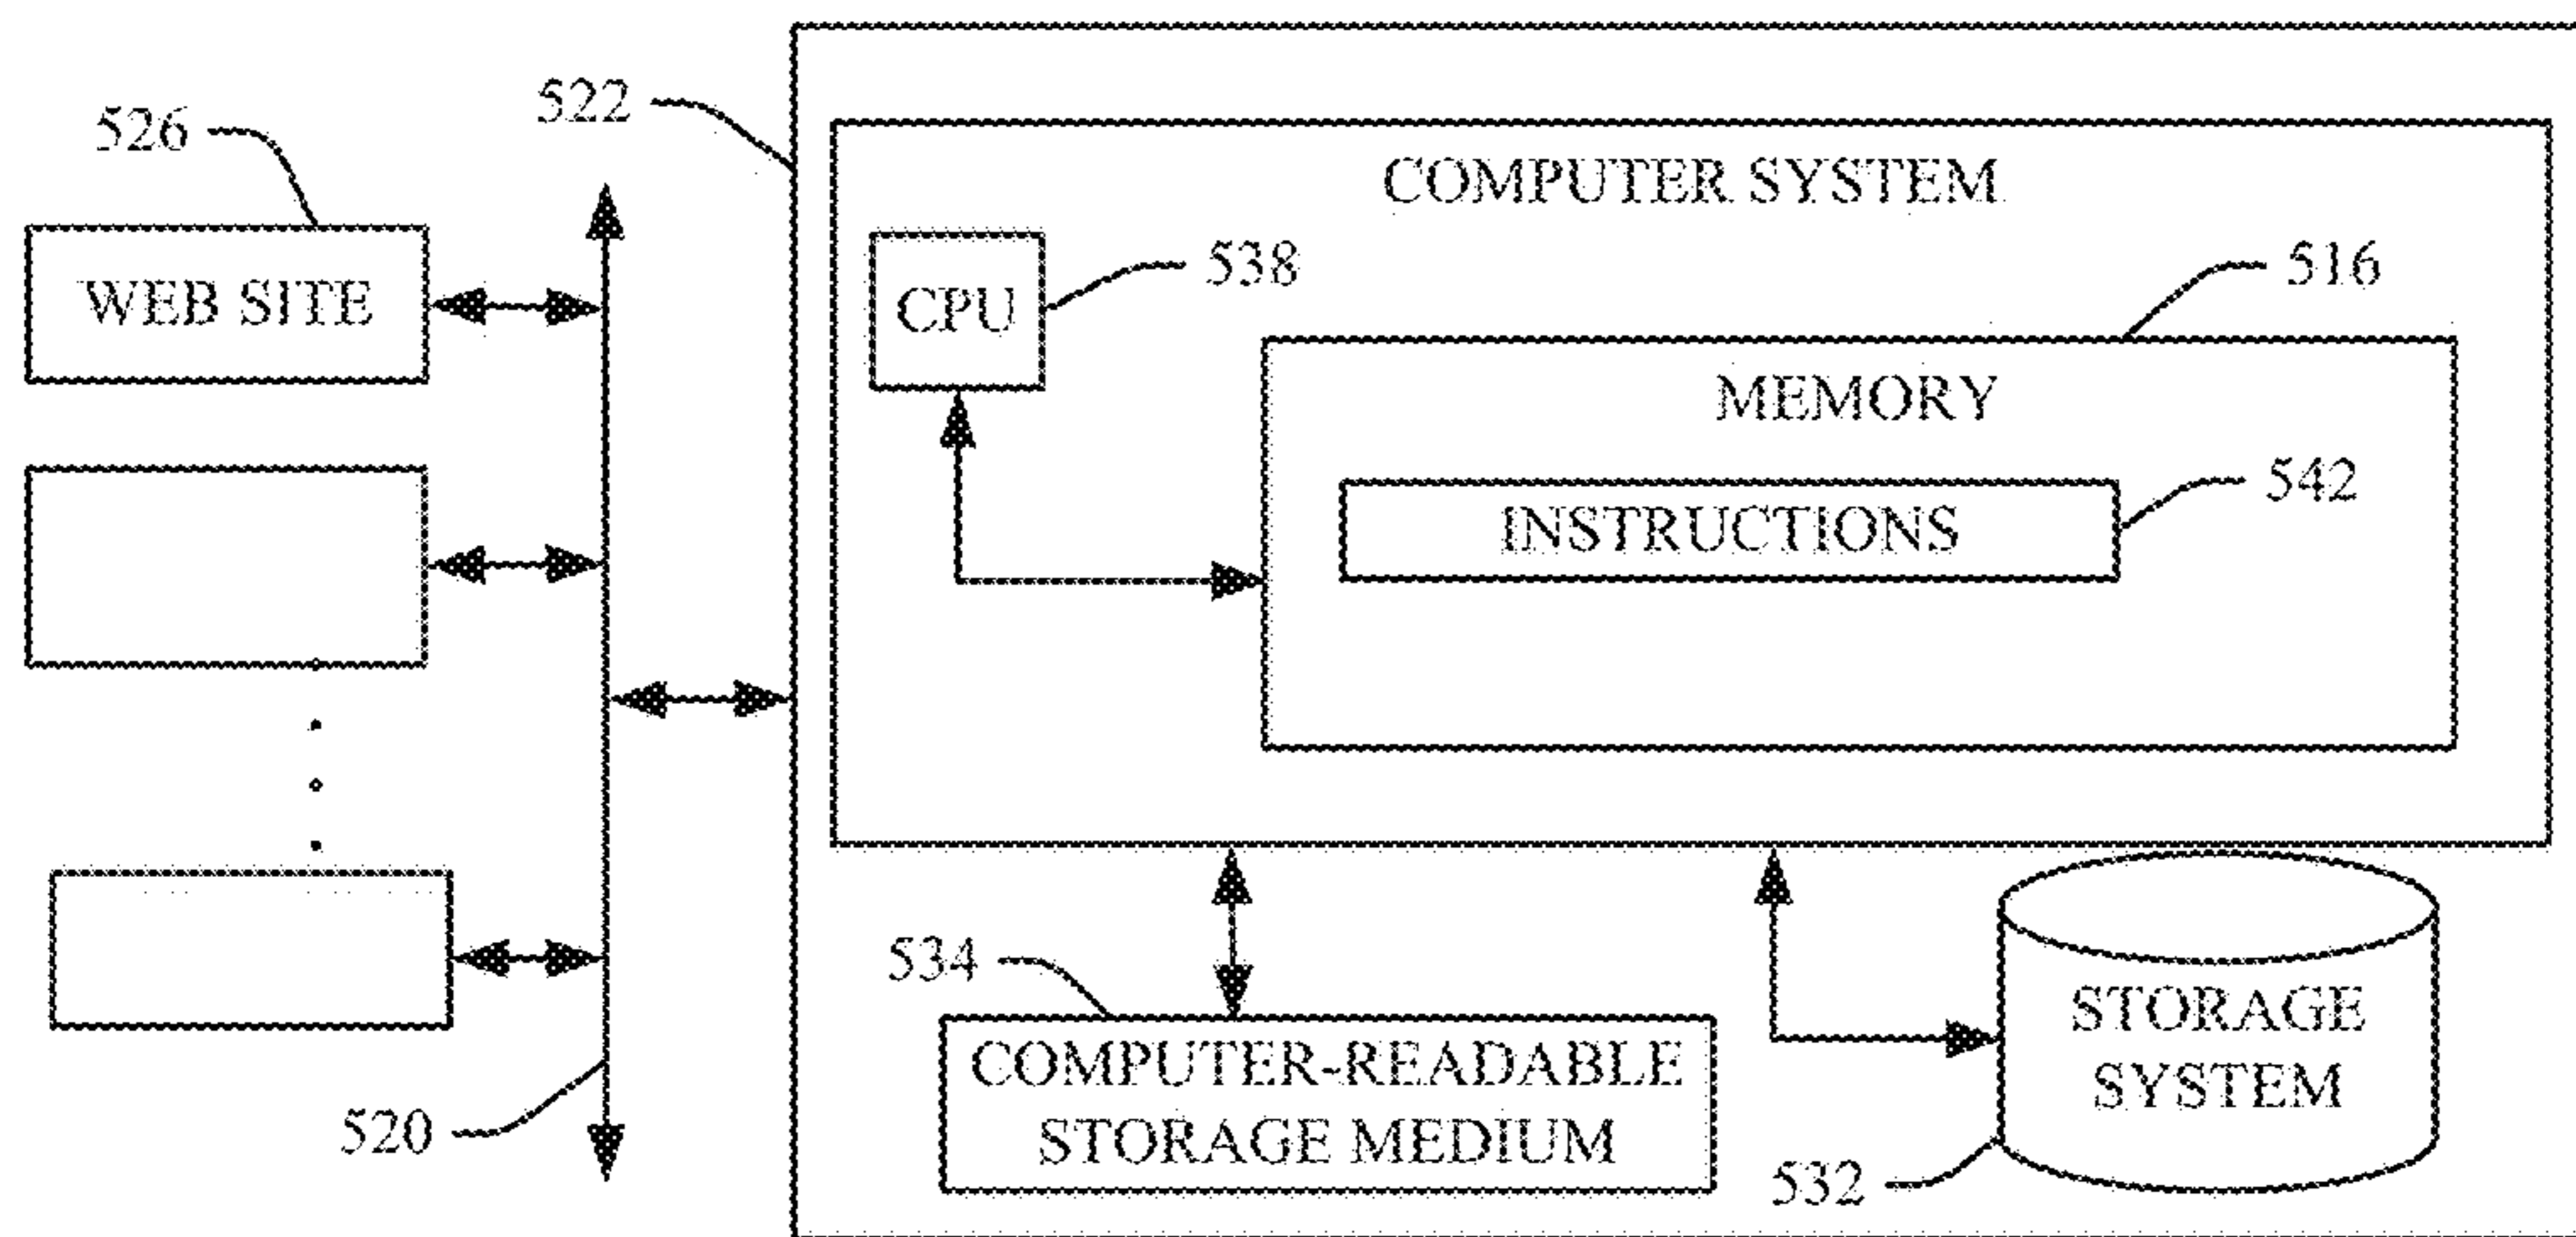 522
526
COMPUTER SYSTEM
WEB SITE
CPU
538
516
MEMORY
542
INSTRUCTIONS
534
COMPUTER-READABLE
STORAGE MEDIUM
STORAGE
SYSTEM
520
532